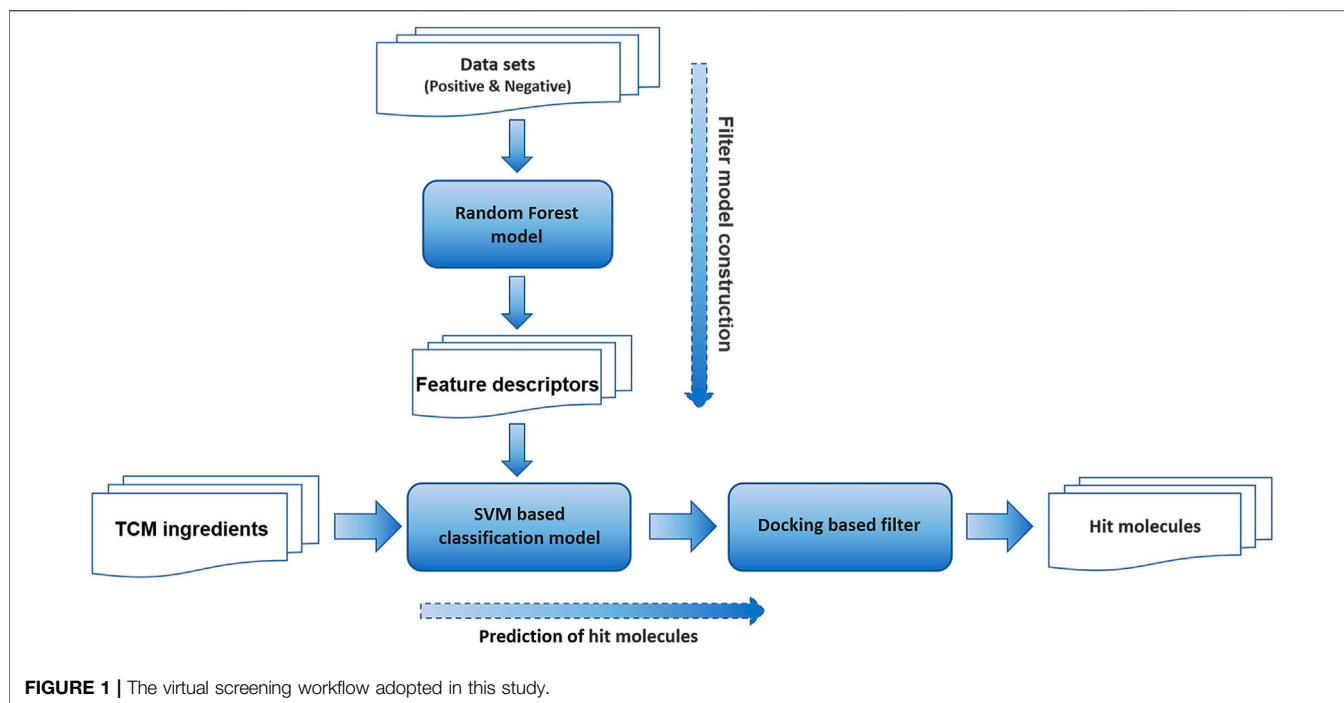 Data sets
(Positive & Negative)
Filter model construction
Random Forest
model
Feature descriptors
TCM ingredients
SVM based
classification model
Docking based filter
Hit molecules
Prediction of hit molecules
FIGURE 1 | The virtual screening workflow adopted in this study.